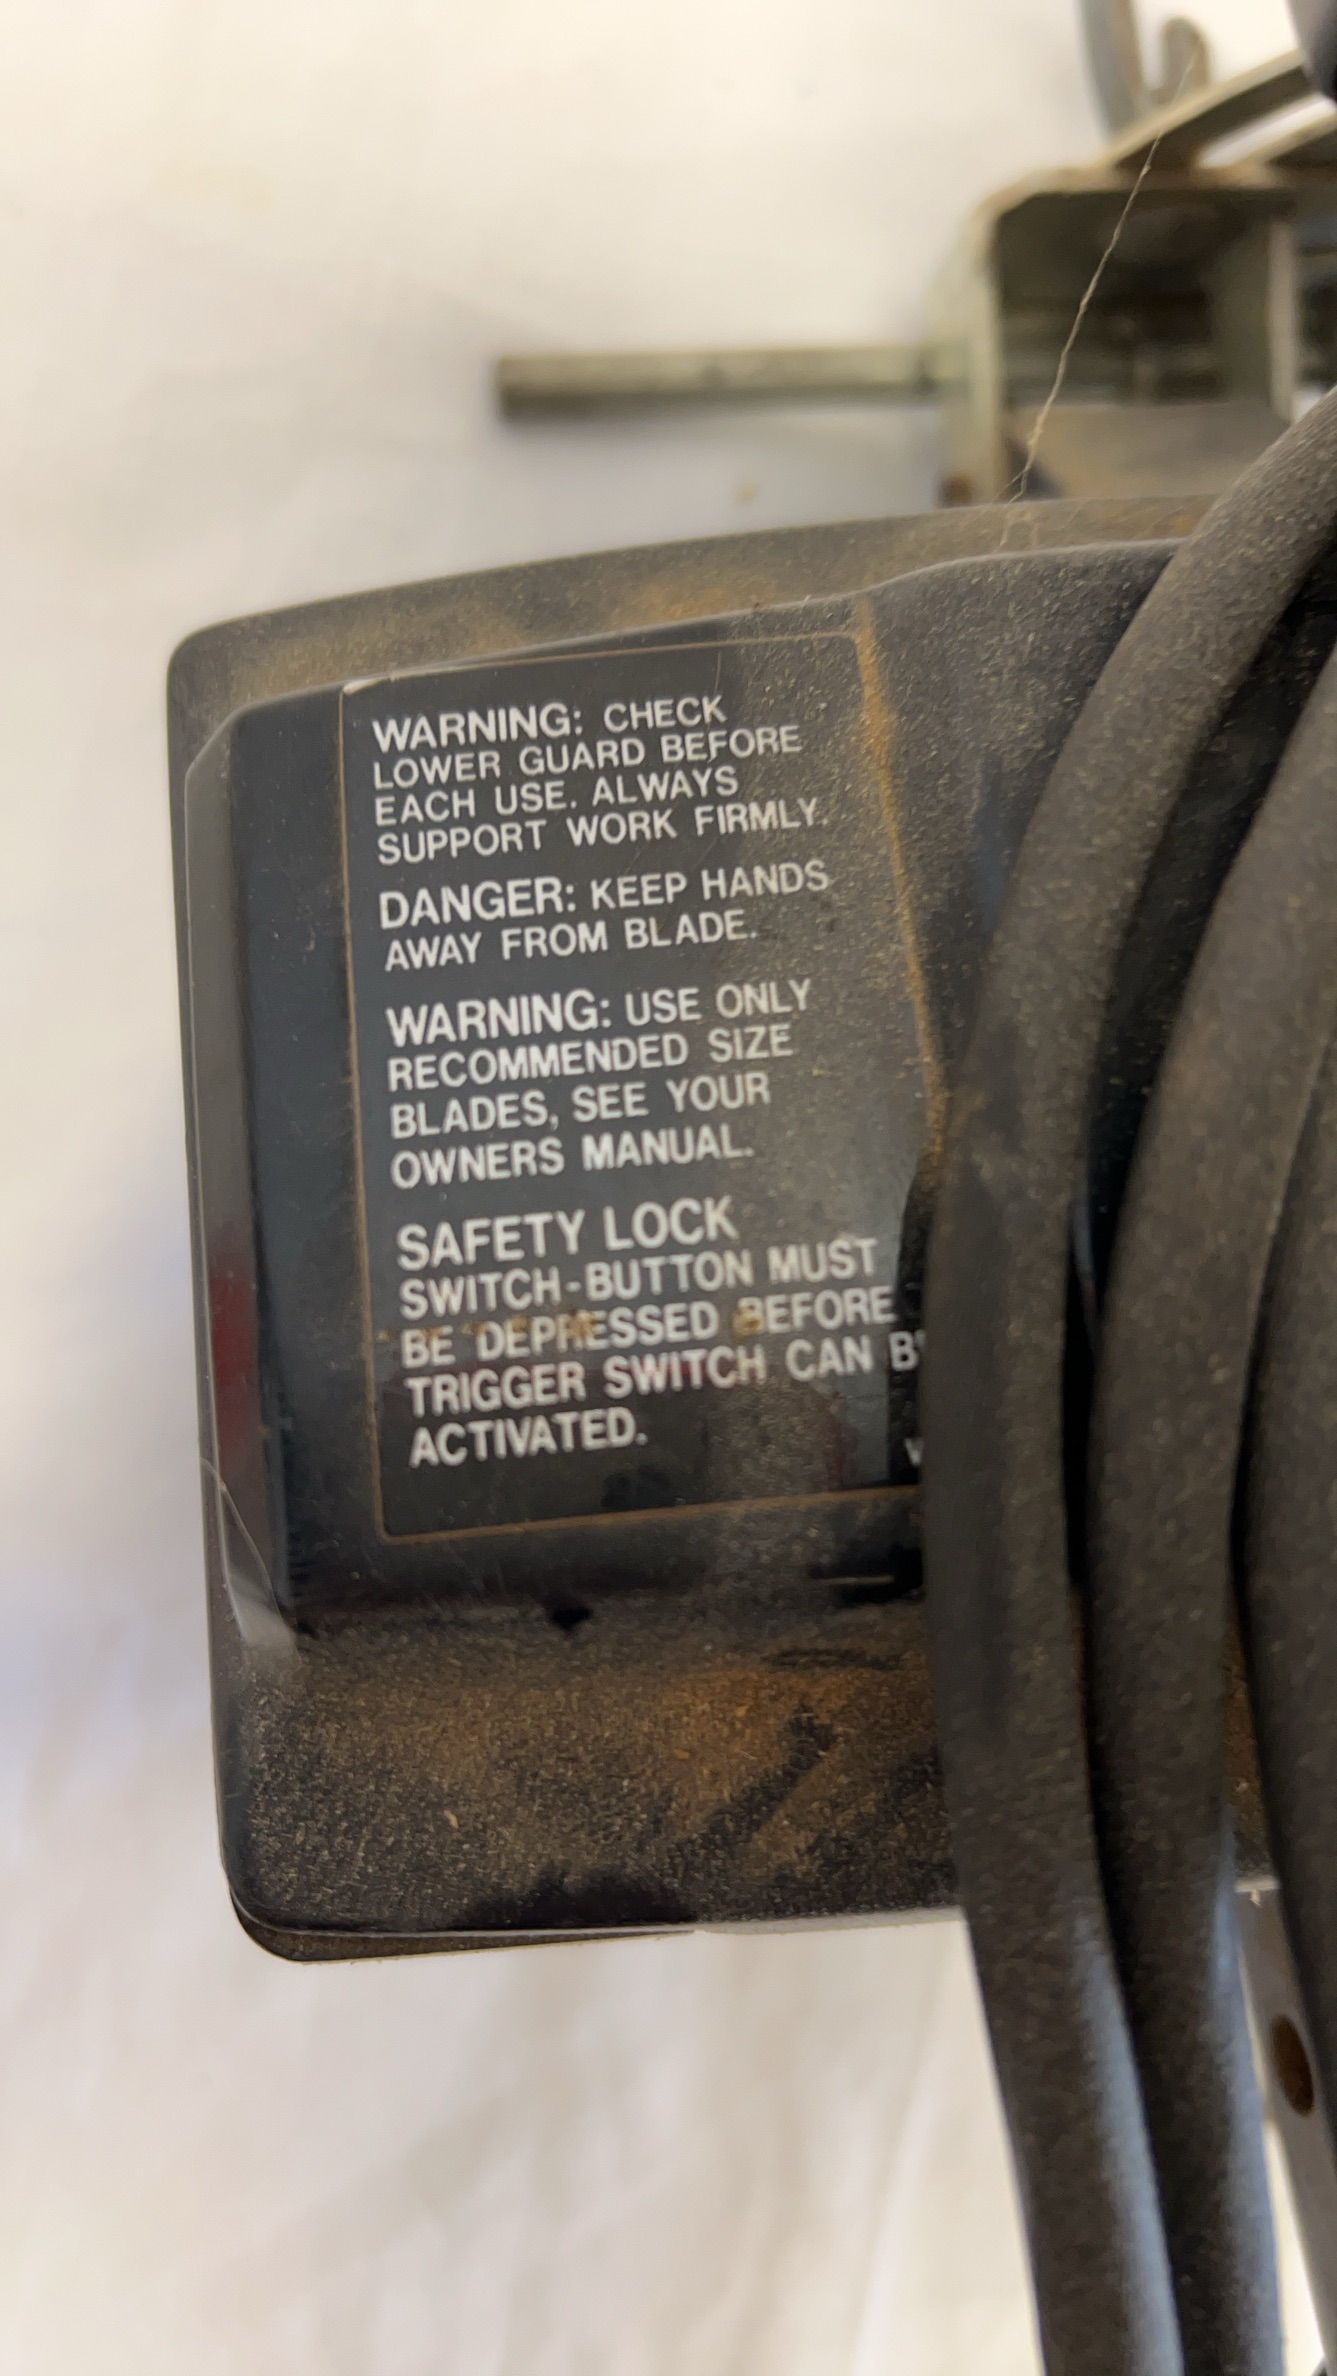 WARNING: CHECK
LOWER GUARD BEFORE
EACH USE. ALWAYS
SUPPORT WORK FIRMLY.
DANGER: KEEP HANDS
AWAY FROM BLADE.
WARNING: USE ONLY
RECOMMENDED SIZE
BLADES, SEE YOUR
OWNERS MANUAL.
SAFETY LOCK
SWITCH-BUTTON MUST
BE DEPRESSED BEFORE
TRIGGER SWITCH CAN
ACTIVATED.